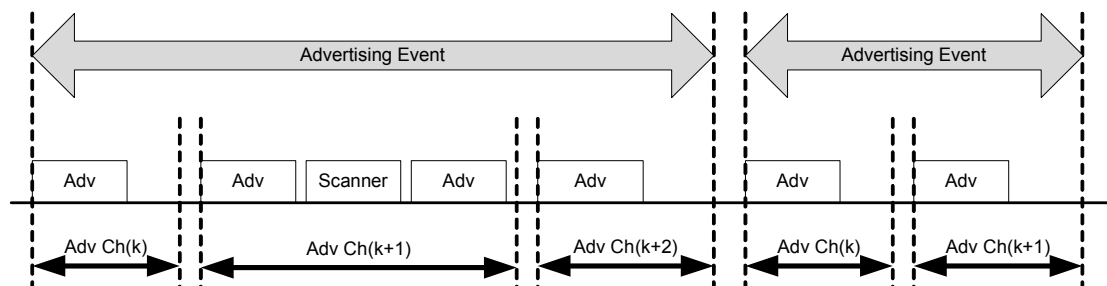 Advertising Event
Advertising Event
Adv
Adv
Scanner
Adv
Adv
Adv
Adv
Adv Ch(k)
Adv Ch(k+1)
Adv Ch(k+2)
Adv Ch(k)
Adv Ch(k+1)